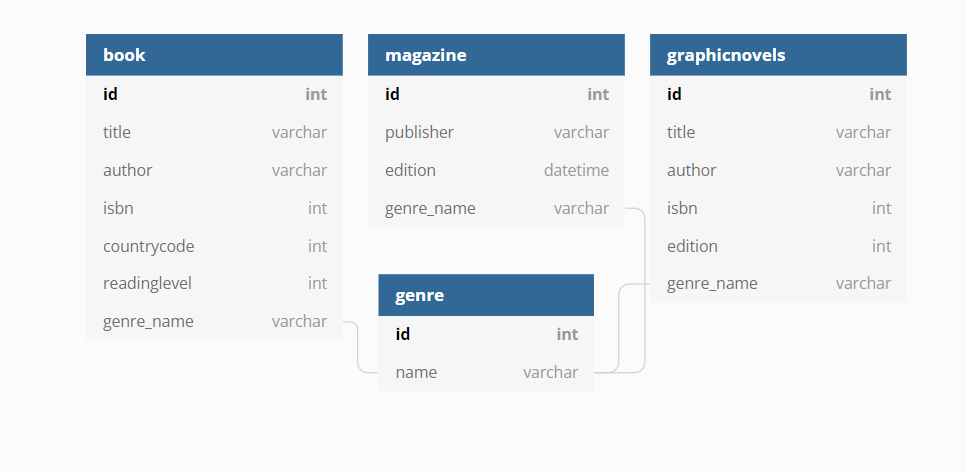 book
id int
title varchar
author varchar
isbn int
countrycode int
readinglevel int
genre_name varchar
magazine
id int
publisher varchar
edition datetime
genre_name varchar
graphicnovels
id int
title varchar
author varchar
isbn int
edition int
genre_name varchar
genre
id int
name varchar